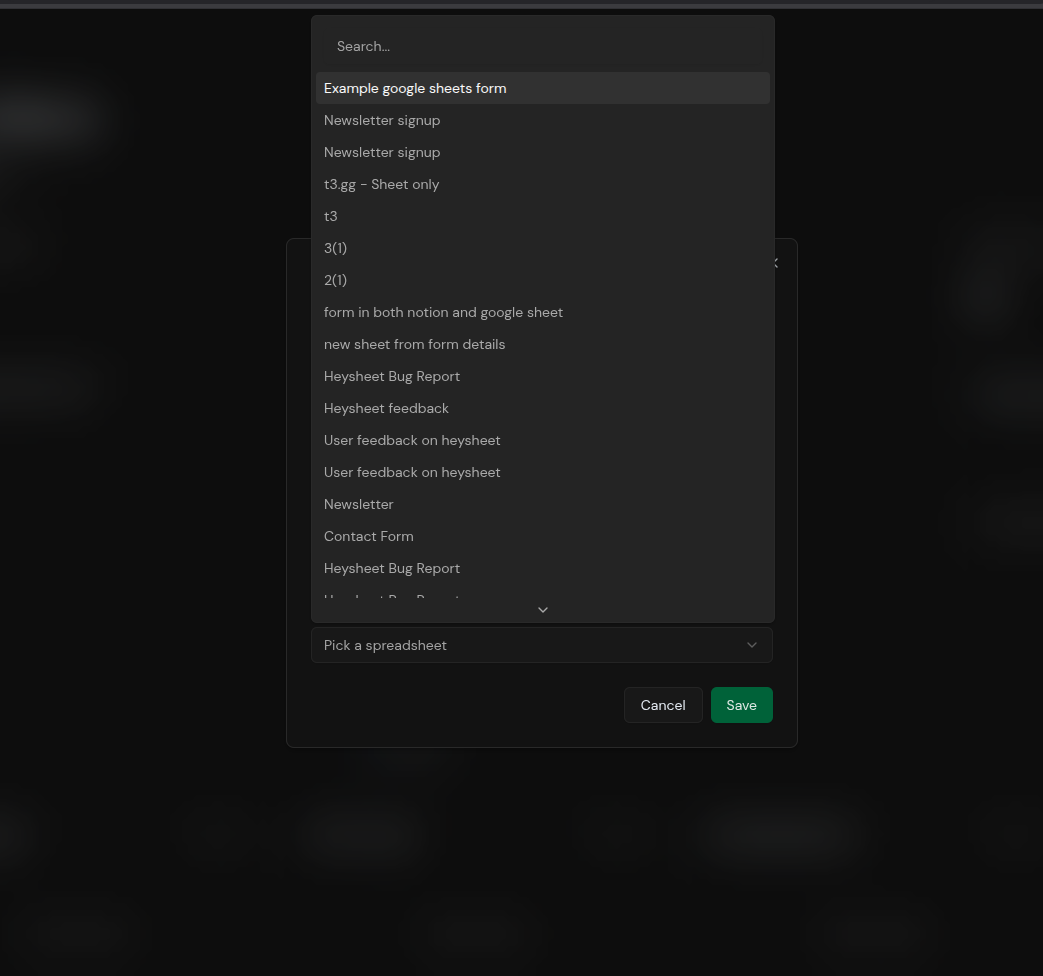 Search...
Example google sheets form
Newsletter signup
Newsletter signup
t3.gg - Sheet only
t3
3(1)
2(1)
form in both notion and google sheet
new sheet from form details
Heysheet Bug Report
Heysheet feedback
User feedback on heysheet
User feedback on heysheet
Newsletter
Contact Form
Heysheet Bug Report
Pick a spreadsheet
Cancel
Save